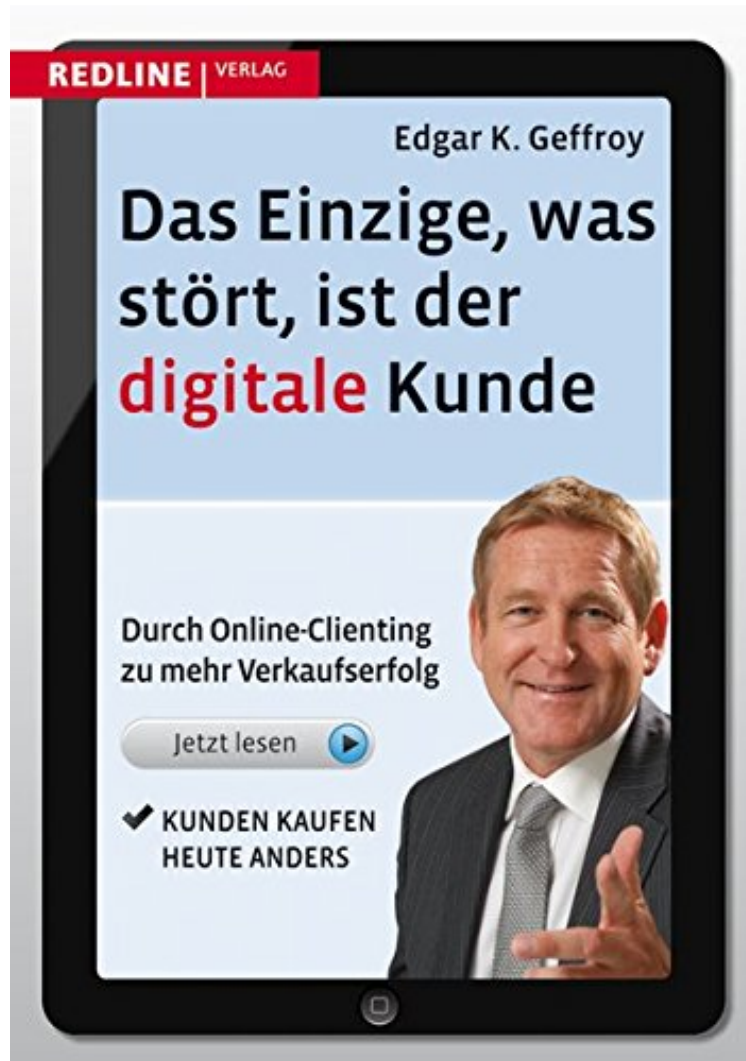 REDLINE | VERLAG
Edgar K. Geffroy
Das Einzige, was
stört, ist der
digitale Kunde
Durch Online-Clienting
zu mehr Verkaufserfolg
Jetzt lesen
KUNDEN KAUFEN
HEUTE ANDERS